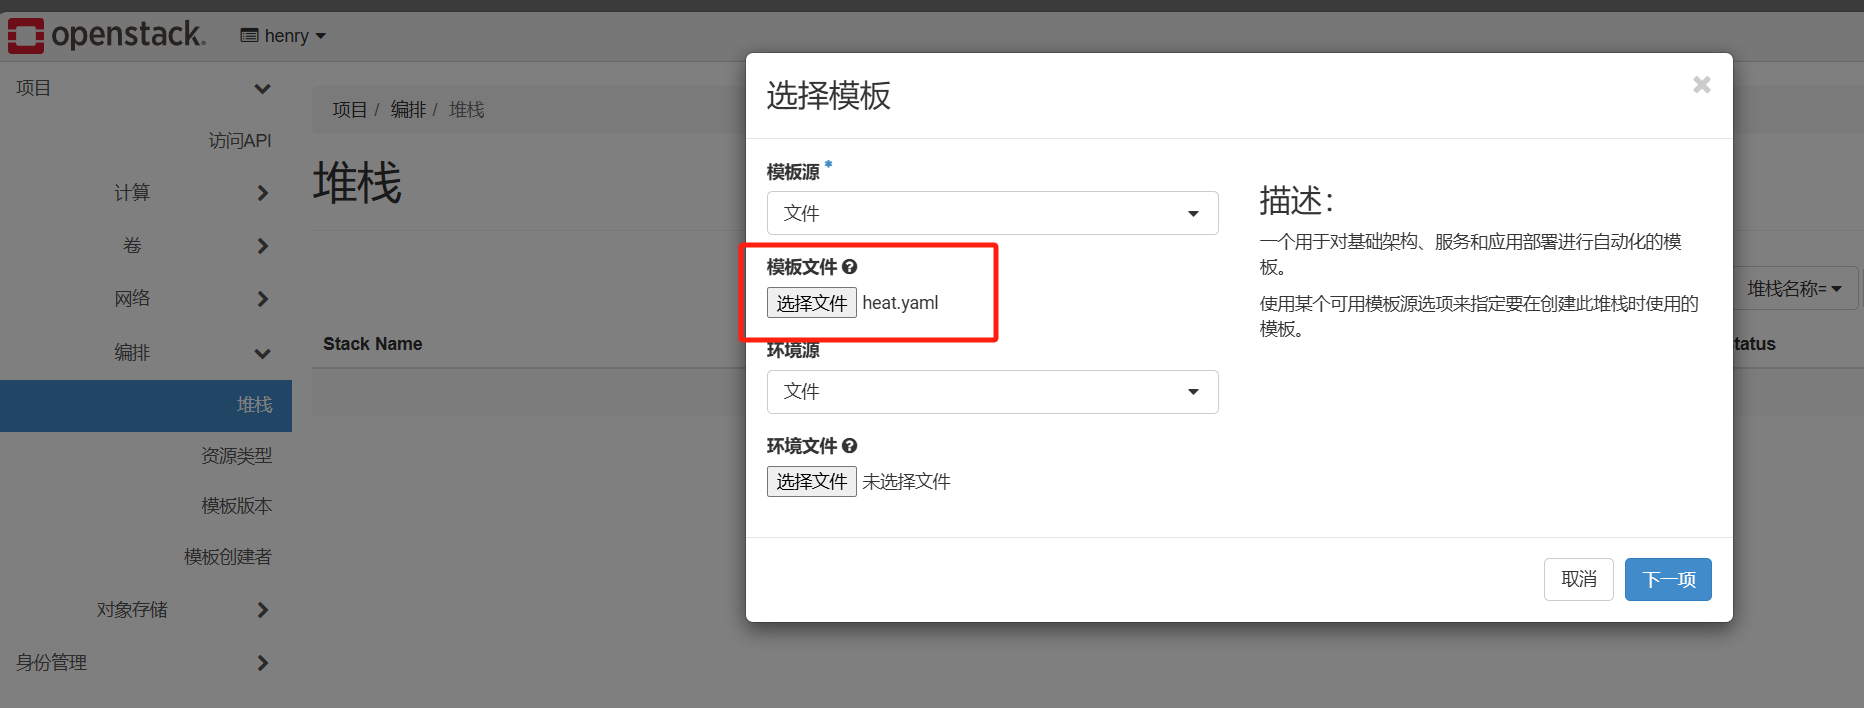 openstack.
henry
项目
访问API
计算
卷
网络
编排
堆栈
资源类型
模板版本
模板创建者
对象存储
身份管理
项目 / 编排 / 堆栈
堆栈
堆栈名称=
Stack Name
tatus
选择模板
模板源 *
文件
模板文件
选择文件 heat.yaml
环境源
文件
环境文件
选择文件 未选择文件
描述：
一个用于对基础架构、服务和应用部署进行自动化的模
板。
使用某个可用模板源选项来指定要在创建此堆栈时使用的
模板。
取消
下一项